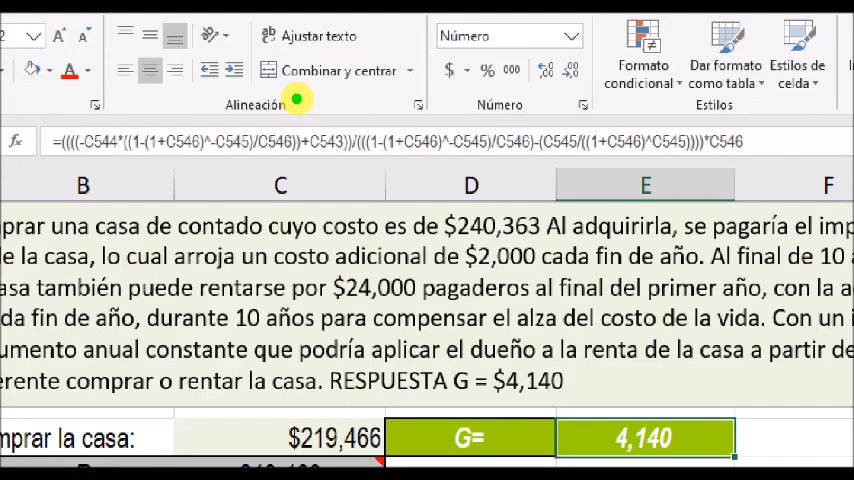 2
A
A
ab
Ajustar texto
Número
Formato
condicional
Dar formato
como tabla
Estilos de
celda
A
Combinar y centrar
$ % 000
Alineación
Número
Estilos
fx
=((((-C544*((1-(1+C546)^-C545)/C546))+C543))/(((1-(1+C546)^-C545)/C546)-(C545/((1+C546)^C545))))*C546
B C D E F
prar una casa de contado cuyo costo es de $240,363 Al adquirirla, se pagaría el imp
de la casa, lo cual arroja un costo adicional de $2,000 cada fin de año. Al final de 10 a
asa también puede rentarse por $24,000 pagaderos al final del primer año, con la a
da fin de año, durante 10 años para compensar el alza del costo de la vida. Con un i
umento anual constante que podría aplicar el dueño a la renta de la casa a partir de
erente comprar o rentar la casa. RESPUESTA G = $4,140
mprar la casa: $219,466 G= 4,140